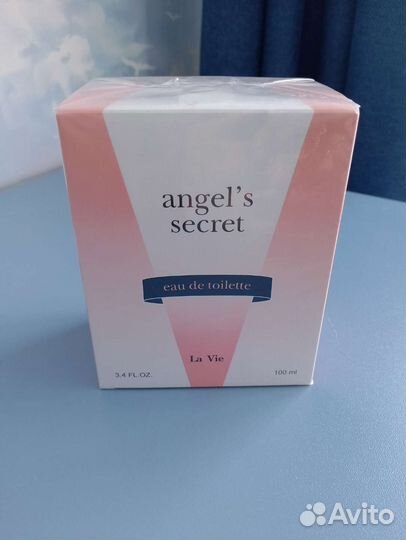 angel's
secret
eau de toilette
La Vie
3.4 FL.OZ.
100 ml
Avito